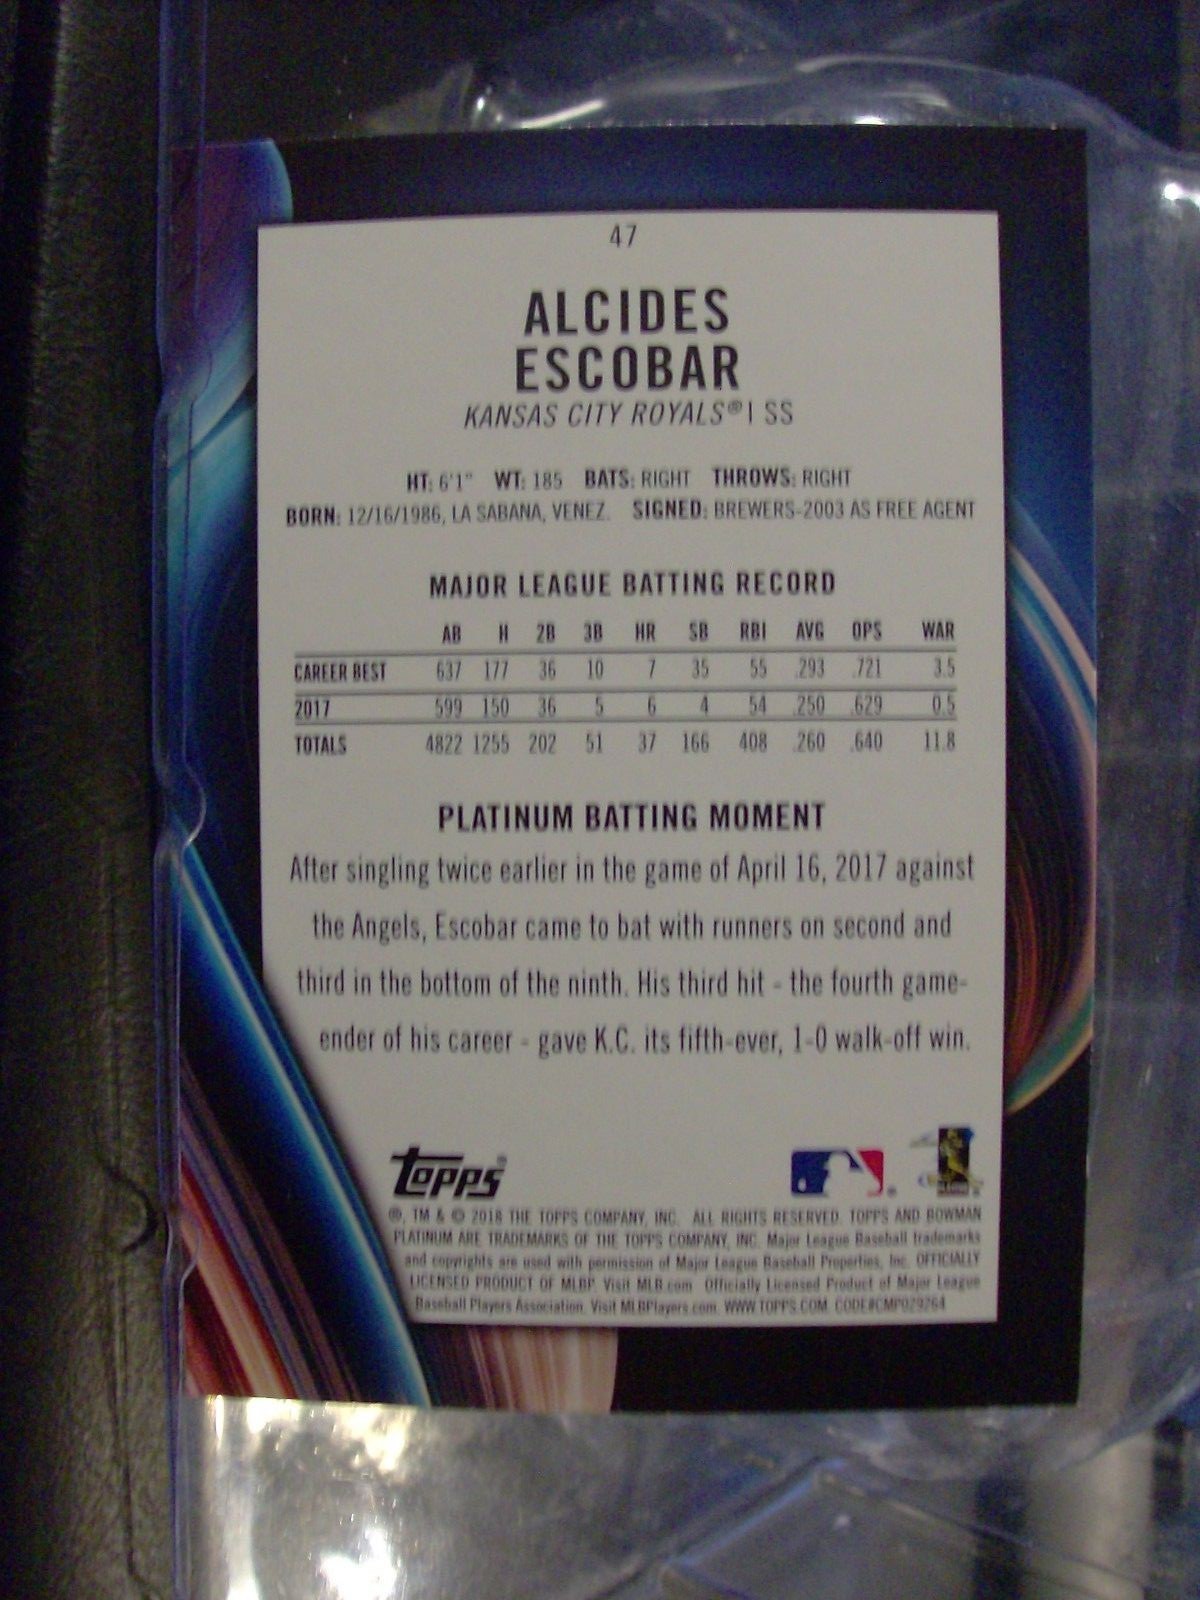 47
ALCIDES
ESCOBAR
KANSAS CITY ROYALS® | SS
HT: 6'1" WT: 185 BATS: RIGHT THROWS: RIGHT
BORN: 12/16/1986, LA SABANA, VENEZ. SIGNED: BREWERS-2003 AS FREE AGENT
MAJOR LEAGUE BATTING RECORD
AB H 2B 3B HR SB RBI AVG OPS WAR
CAREER BEST 637 177 36 10 7 35 55 .293 .721 3.5
2017 599 150 36 5 6 4 54 .250 .629 0.5
TOTALS 4822 1255 202 51 37 166 408 .260 .640 11.8
PLATINUM BATTING MOMENT
After singling twice earlier in the game of April 16, 2017 against
the Angels, Escobar came to bat with runners on second and
third in the bottom of the ninth. His third hit - the fourth game-
ender of his career - gave K.C. its fifth-ever, 1-0 walk-off win.
topps®
®, TM & © 2018 THE TOPPS COMPANY, INC. ALL RIGHTS RESERVED. TOPPS AND BOWMAN
PLATINUM ARE TRADEMARKS OF THE TOPPS COMPANY, INC. Major League Baseball trademarks
and copyrights are used with permission of Major League Baseball Properties, Inc. OFFICIALLY
LICENSED PRODUCT OF MLBP. Visit MLB.com Officially Licensed Product of Major League
Baseball Players Association. Visit MLBPlayers.com. WWW.TOPPS.COM. CODE#CMP029264